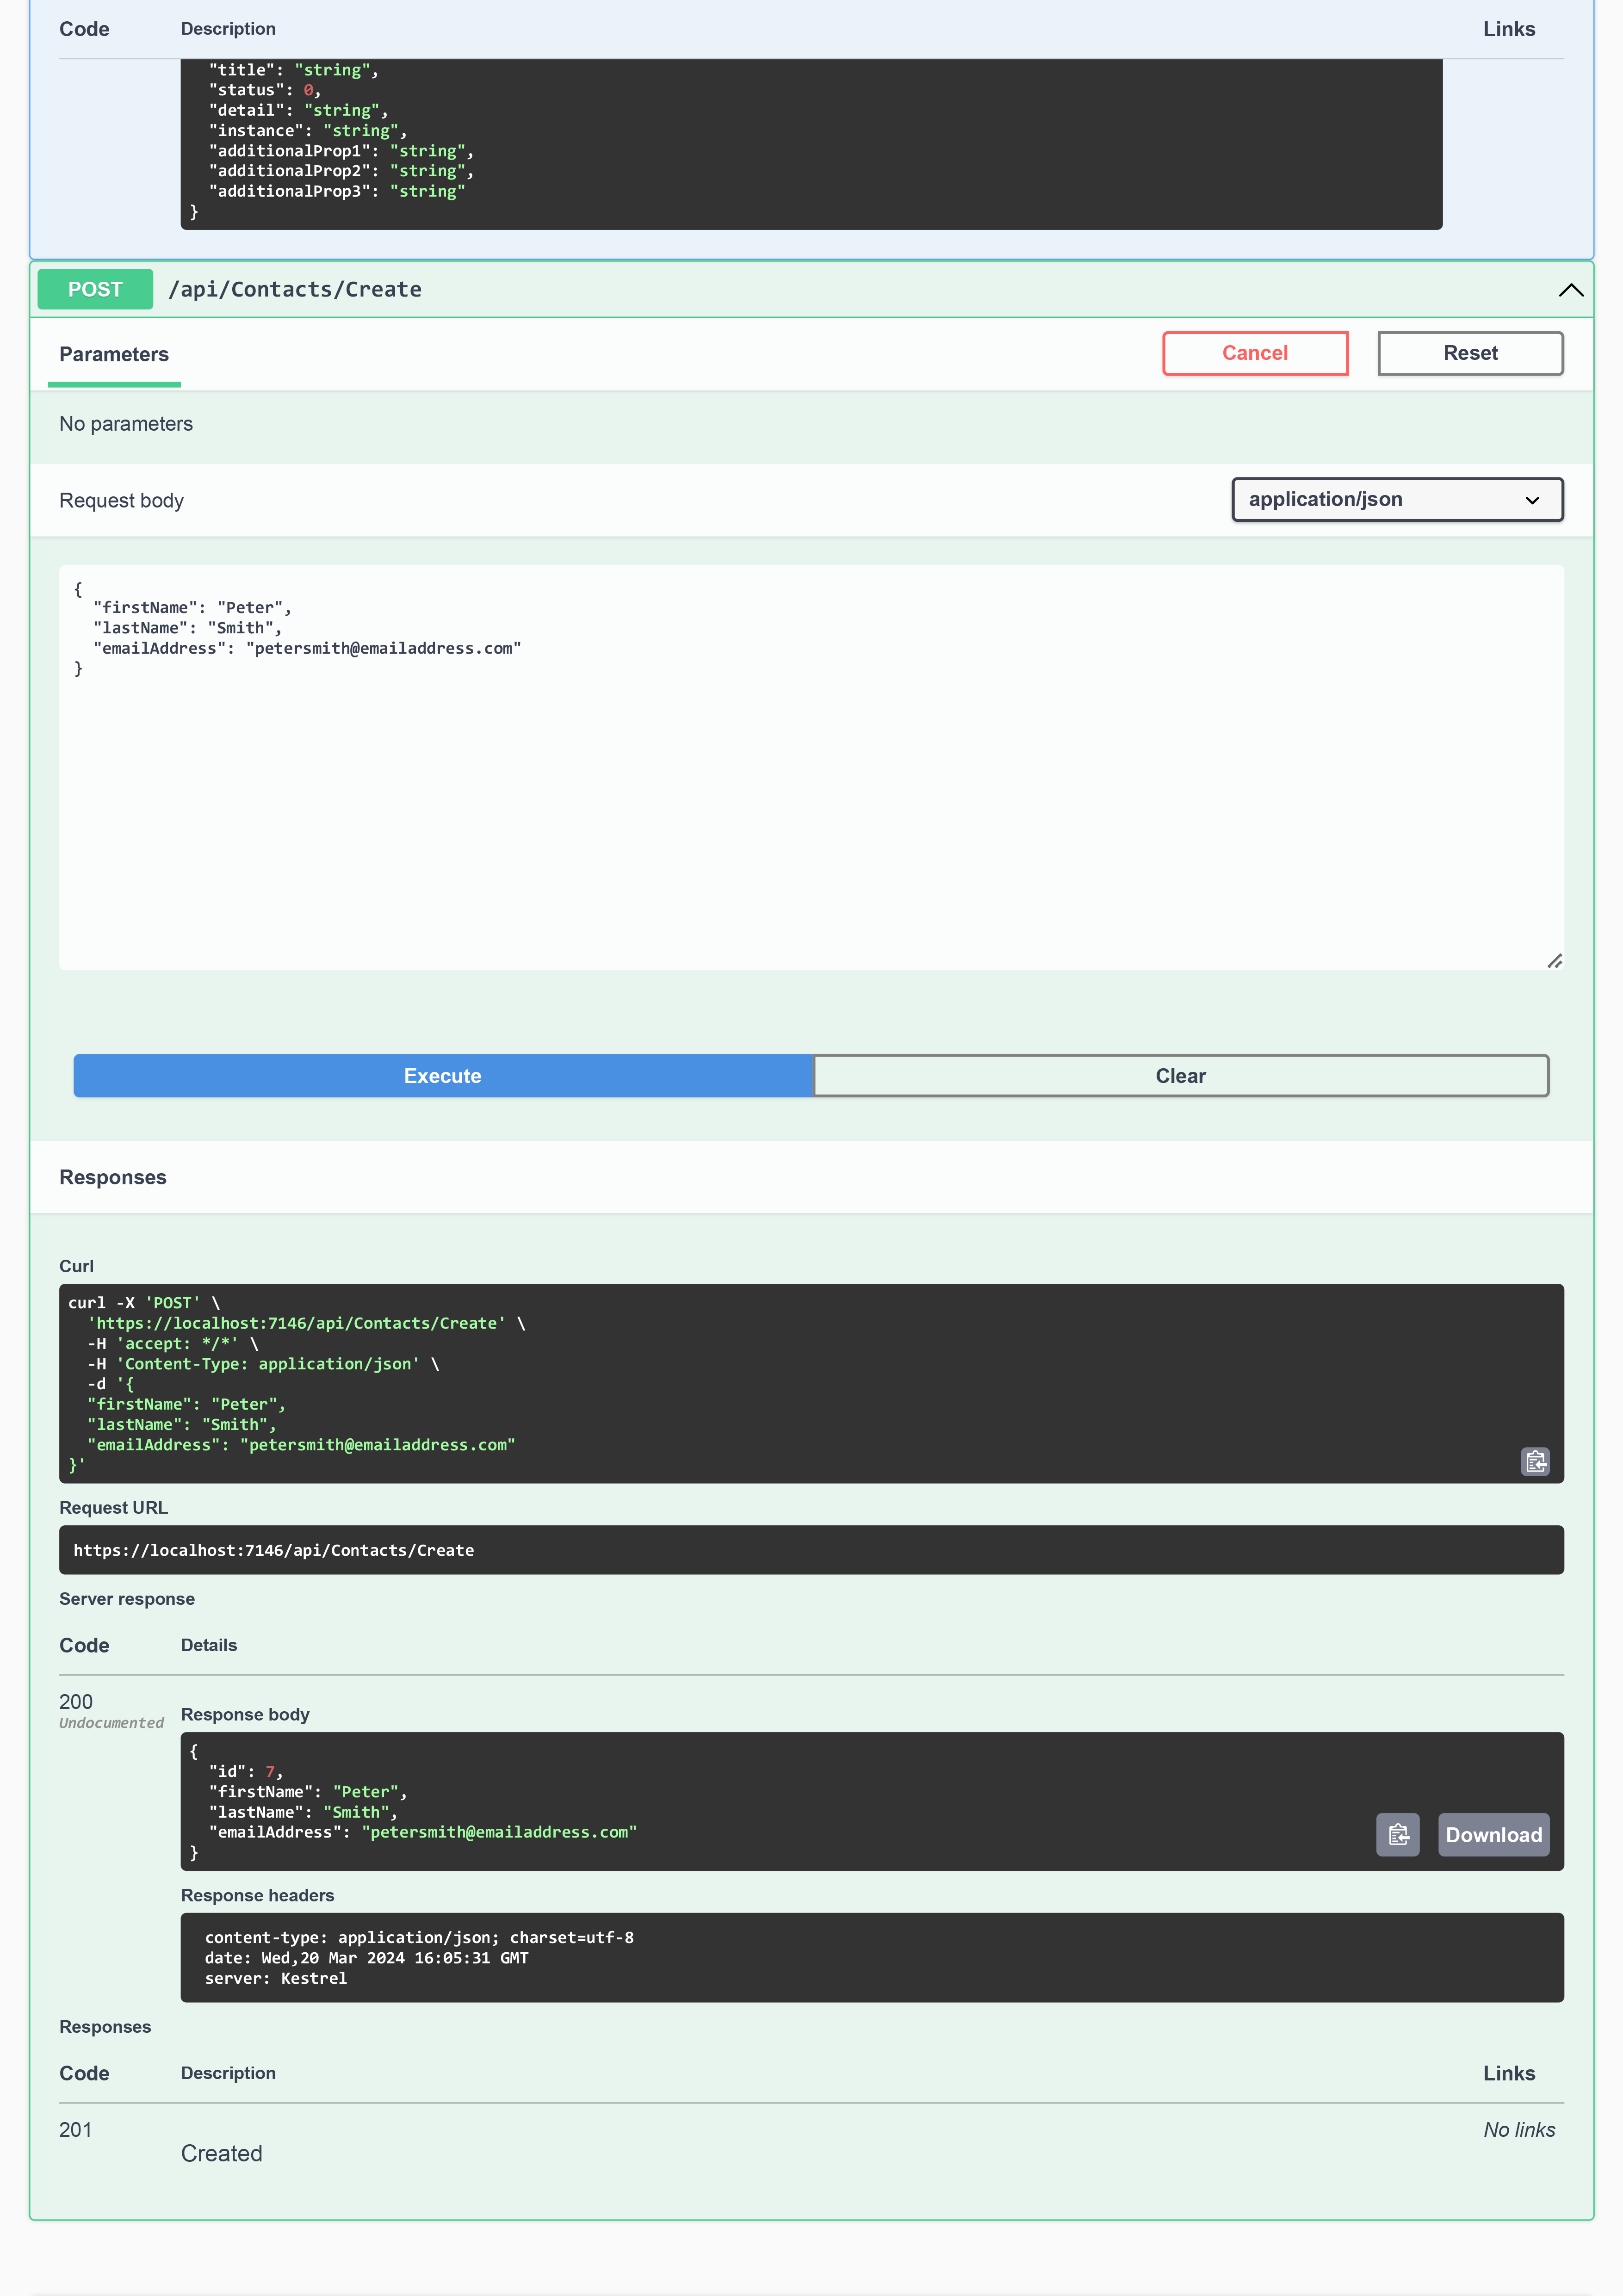 Code Description Links
"title": "string",
"status": 0,
"detail": "string",
"instance": "string",
"additionalProp1": "string",
"additionalProp2": "string",
"additionalProp3": "string"
}
POST /api/Contacts/Create
Parameters Cancel Reset
No parameters
Request body application/json
{
"firstName": "Peter",
"lastName": "Smith",
"emailAddress": "petersmith@emailaddress.com"
}
Execute Clear
Responses
Curl
curl -X 'POST' \
'https://localhost:7146/api/Contacts/Create' \
-H 'accept: */*' \
-H 'Content-Type: application/json' \
-d '{
"firstName": "Peter",
"lastName": "Smith",
"emailAddress": "petersmith@emailaddress.com"
}'
Request URL
https://localhost:7146/api/Contacts/Create
Server response
Code Details
200
Undocumented
Response body
{
"id": 7,
"firstName": "Peter",
"lastName": "Smith",
"emailAddress": "petersmith@emailaddress.com"
}
Download
Response headers
content-type: application/json; charset=utf-8
date: Wed,20 Mar 2024 16:05:31 GMT
server: Kestrel
Responses
Code Description Links
201 No links
Created